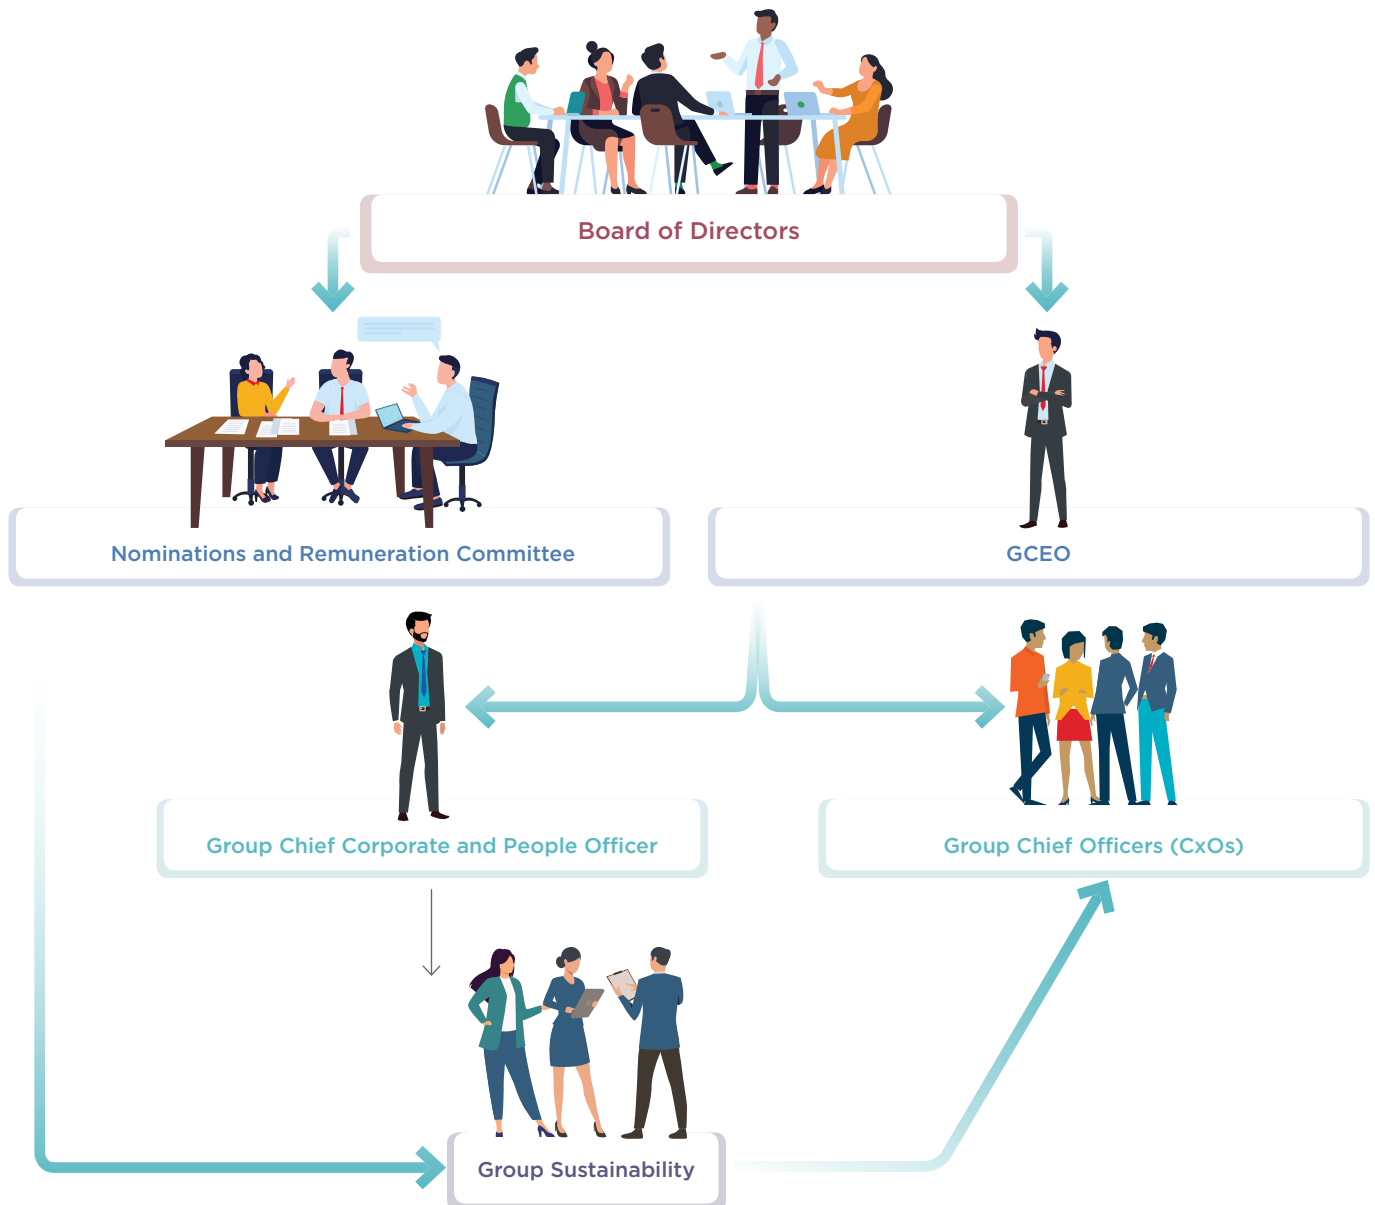 Board of Directors
Nominations and Remuneration Committee
GCEO
Group Chief Corporate and People Officer
Group Chief Officers (CxOs)
Group Sustainability